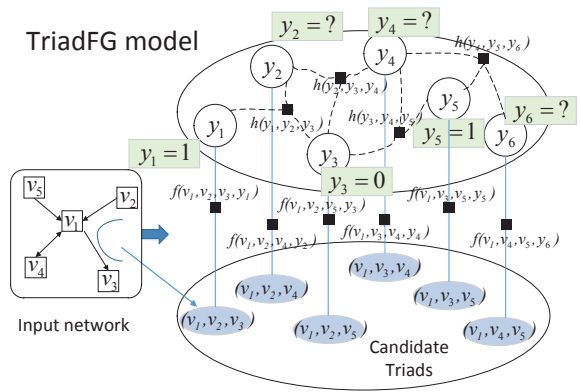 TriadFG model
y2 = ?
y4 = ?
y2
y4
h(y4, y5, y6)
h(y2, y3, y4)
y5
y6 = ?
y1
h(y1, y2, y3)
h(y3, y4, y5)
y6
y1 = 1
y3
y5 = 1
y3 = 0
f(v1,v2,v3,y1)
f(v1,v2,v5,y3)
f(v1,v3,v5,y5)
f(v1,v2,v4,y2)
f(v1,v3,v4,y4)
f(v1,v4,v5,y6)
v5
v2
v1
v4
v3
Input network
(v1,v2,v4)
(v1,v3,v4)
(v1,v3,v5)
(v1,v2,v3)
(v1,v2,v5)
(v1,v4,v5)
Candidate
Triads